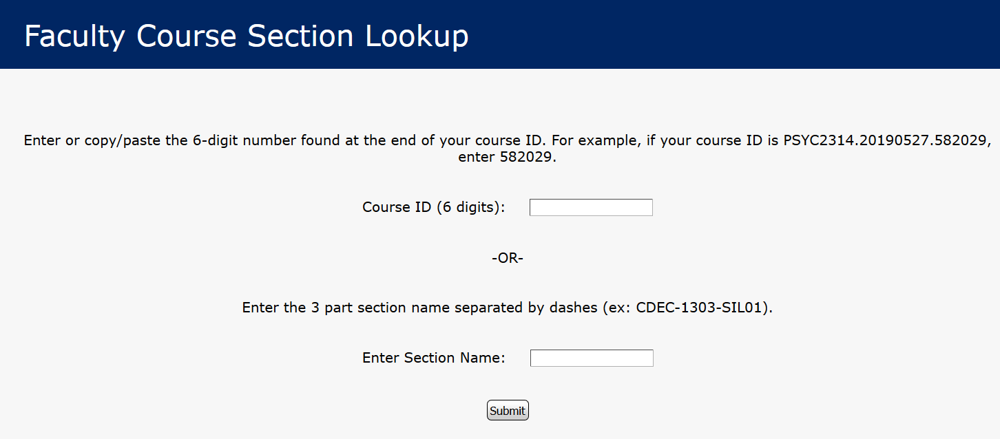 Faculty Course Section Lookup
Enter or copy/paste the 6-digit number found at the end of your course ID. For example, if your course ID is PSYC2314.20190527.582029,
enter 582029.
Course ID (6 digits):
-OR-
Enter the 3 part section name separated by dashes (ex: CDEC-1303-SIL01).
Enter Section Name:
Submit